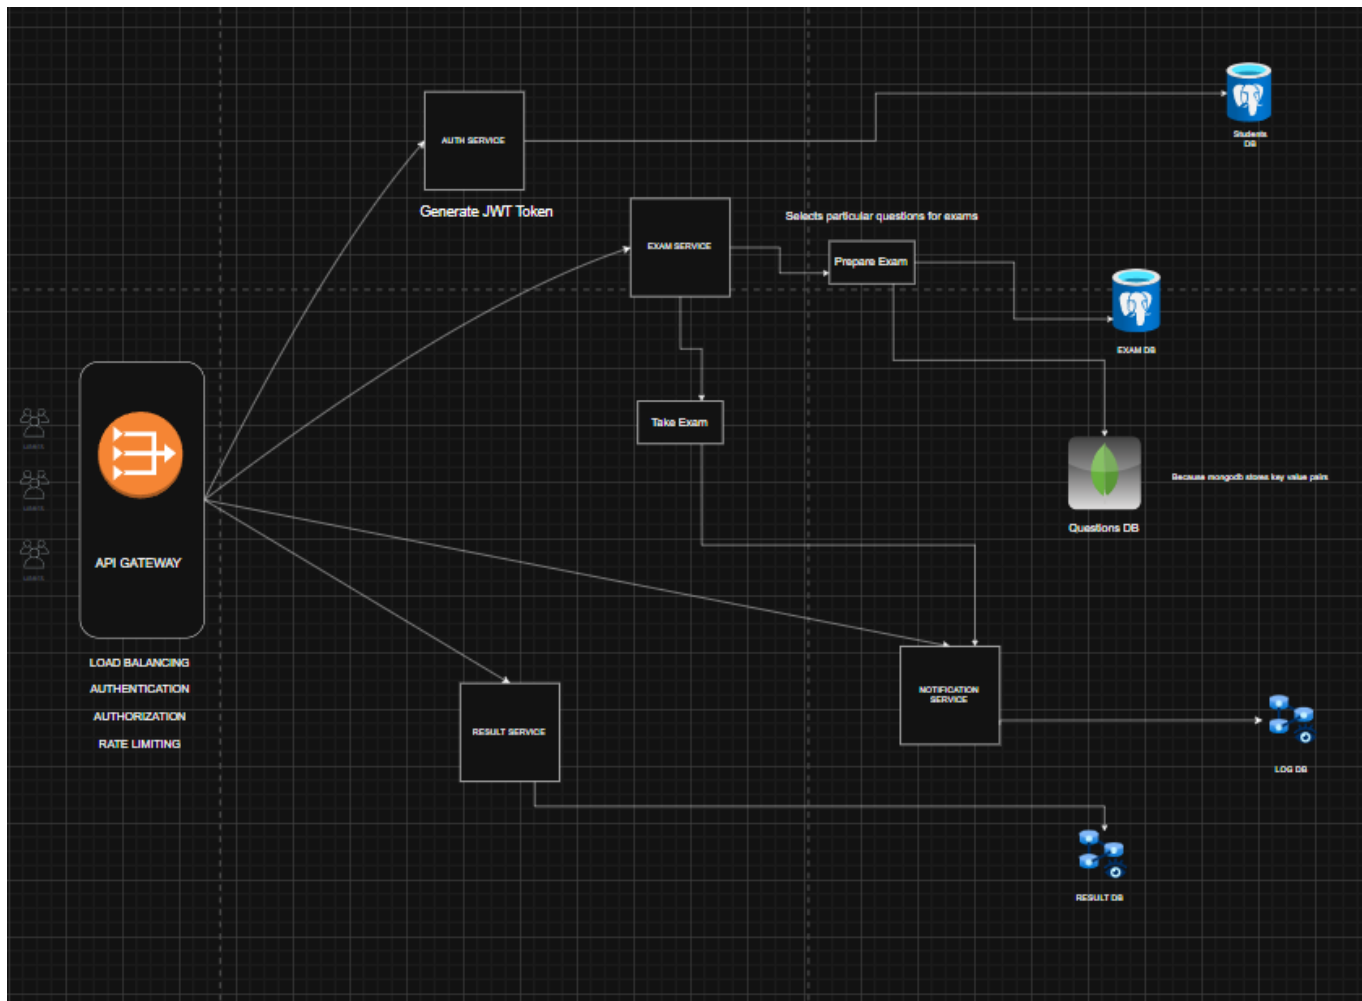 Students
DB
AUTH SERVICE
Generate JWT Token
Selects particular questions for exams
EXAM SERVICE
Prepare Exam
EXAM DB
Take Exam
Because mongodb stores key value pairs
Questions DB
API GATEWAY
LOAD BALANCING
AUTHENTICATION
AUTHORIZATION
RATE LIMITING
NOTIFICATION
SERVICE
RESULT SERVICE
LOG DB
RESULT DB